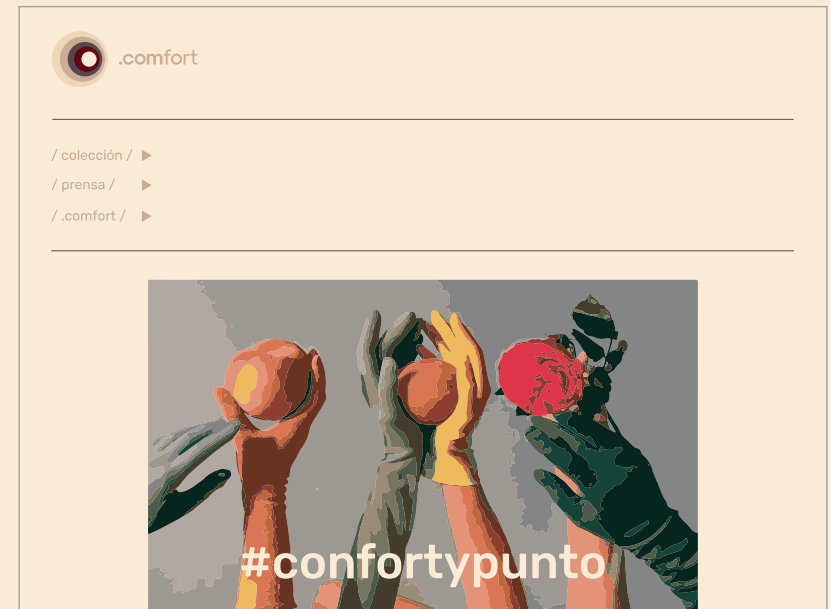 .comfort
/ colección /
/ prensa /
/ .comfort /
#confortypunto